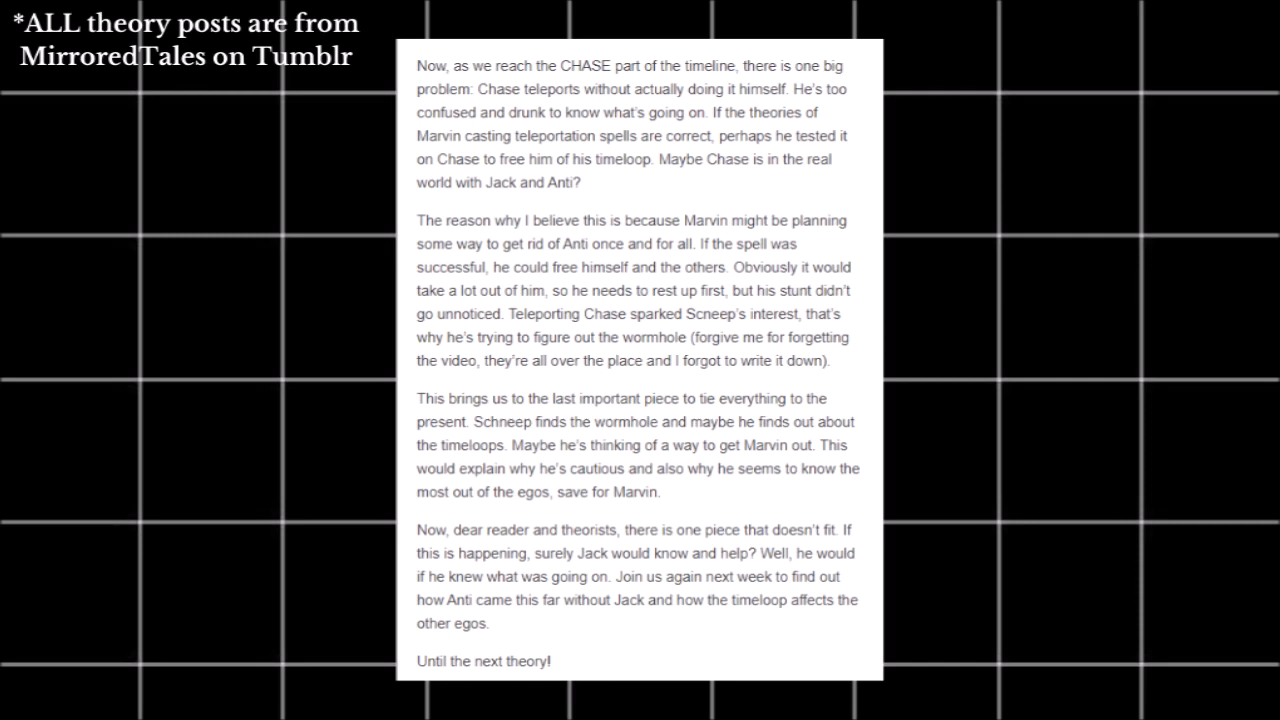 *ALL theory posts are from
MirroredTales on Tumblr
Now, as we reach the CHASE part of the timeline, there is one big
problem: Chase teleports without actually doing it himself. He's too
confused and drunk to know what's going on. If the theories of
Marvin casting teleportation spells are correct, perhaps he tested it
on Chase to free him of his timeloop. Maybe Chase is in the real
world with Jack and Anti?
The reason why I believe this is because Marvin might be planning
some way to get rid of Anti once and for all. If the spell was
successful, he could free himself and the others. Obviously it would
take a lot out of him, so he needs to rest up first, but his stunt didn't
go unnoticed. Teleporting Chase sparked Scneep's interest, that's
why he's trying to figure out the wormhole (forgive me for forgetting
the video, they're all over the place and I forgot to write it down).
This brings us to the last important piece to tie everything to the
present. Schneep finds the wormhole and maybe he finds out about
the timeloops. Maybe he's thinking of a way to get Marvin out. This
would explain why he's cautious and also why he seems to know the
most out of the egos, save for Marvin.
Now, dear reader and theorists, there is one piece that doesn't fit. If
this is happening, surely Jack would know and help? Well, he would
if he knew what was going on. Join us again next week to find out
how Anti came this far without Jack and how the timeloop affects the
other egos.
Until the next theory!